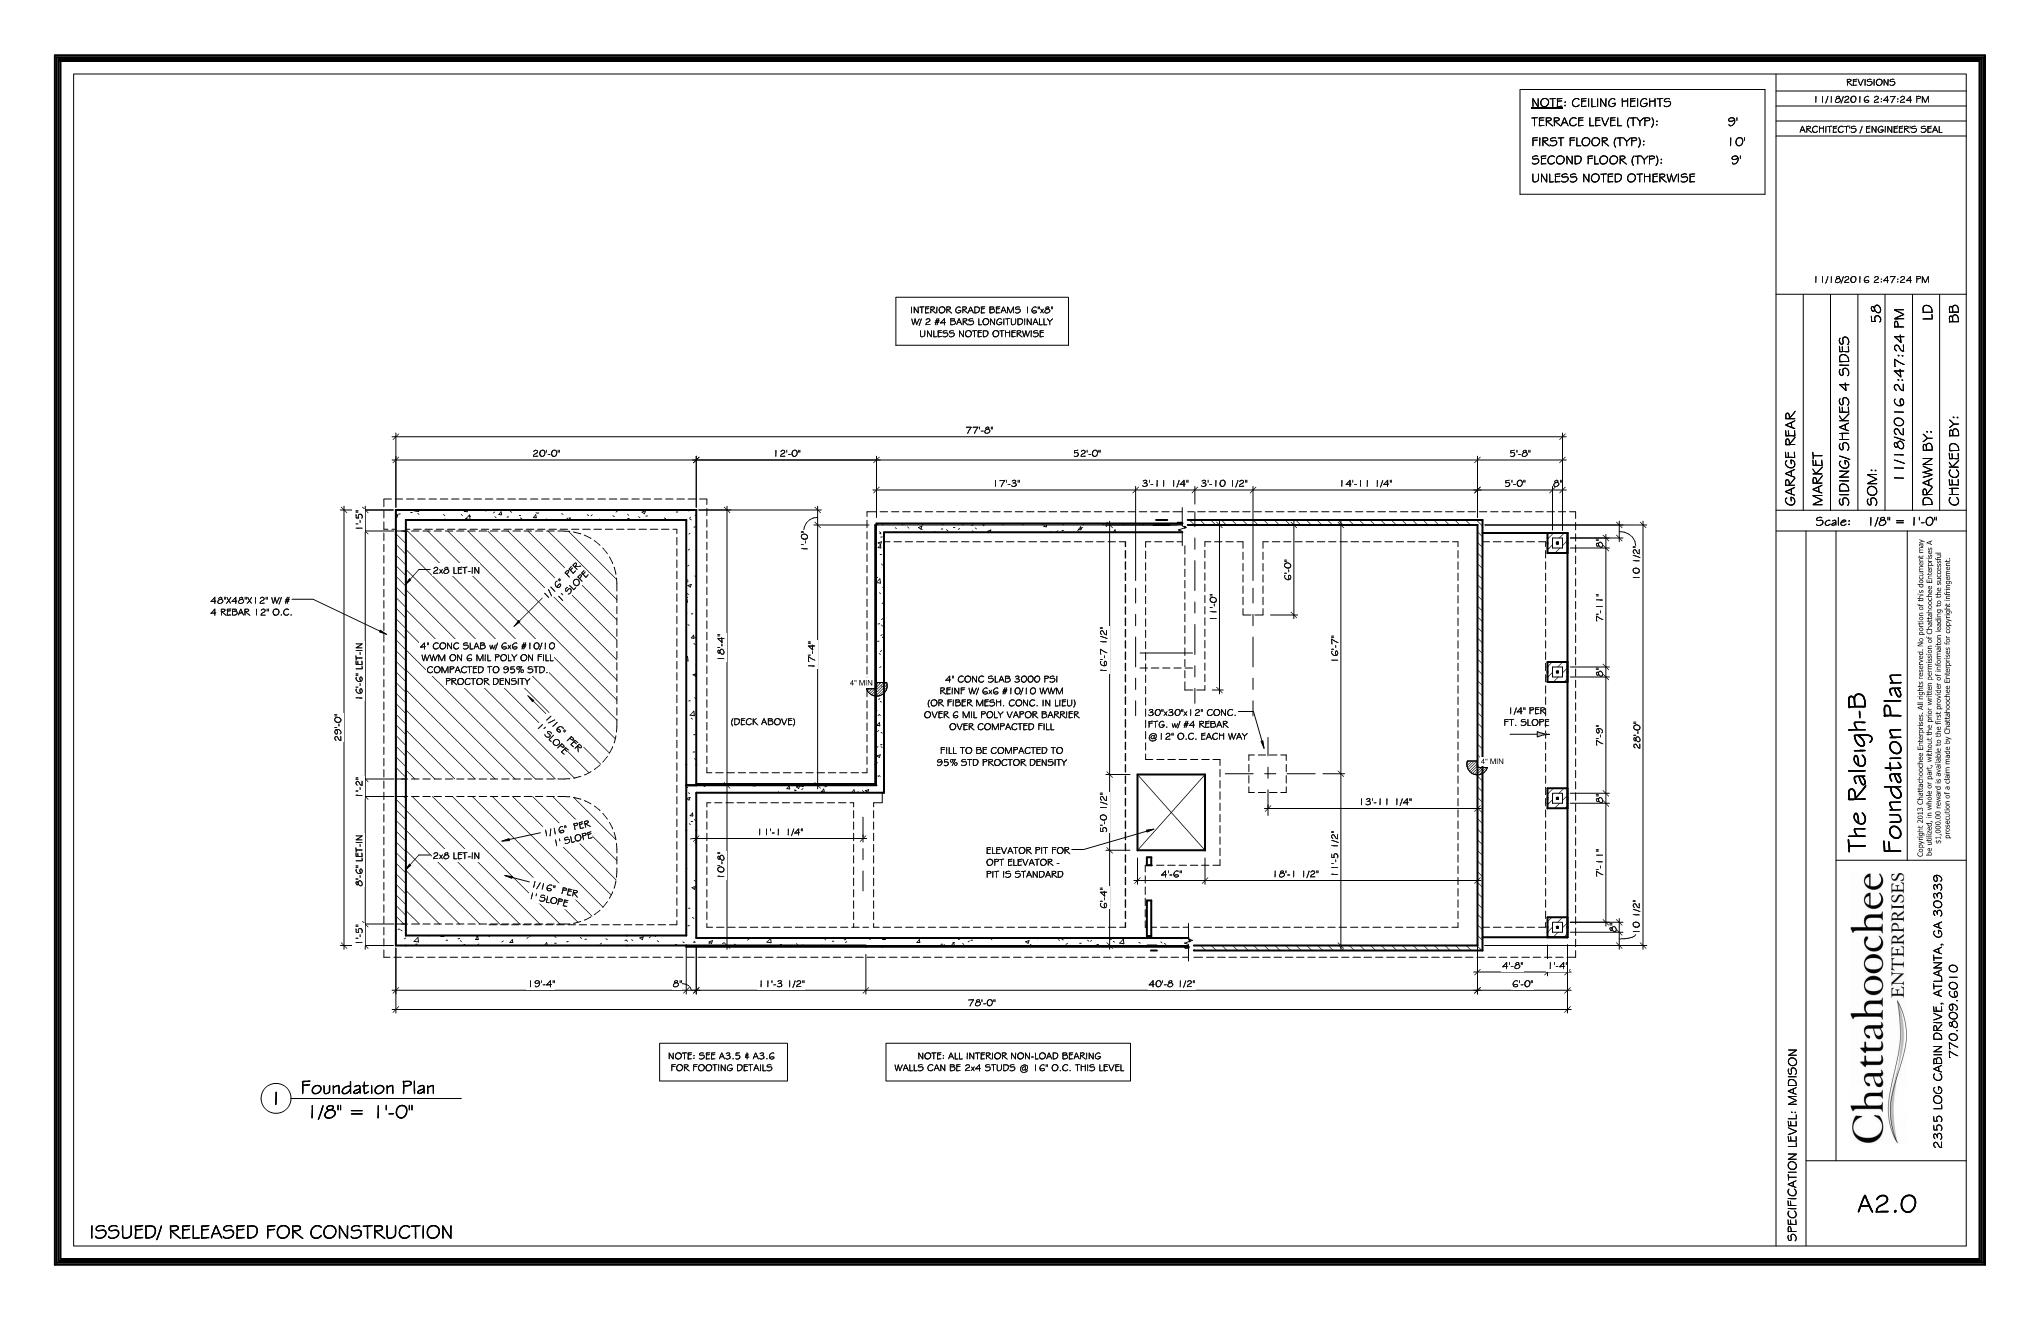 REVISIONS
11/18/2016 2:47:24 PM
ARCHITECT'S / ENGINEER'S SEAL
11/18/2016 2:47:24 PM
NOTE: CEILING HEIGHTS
TERRACE LEVEL (TYP): 9'
FIRST FLOOR (TYP): 10'
SECOND FLOOR (TYP): 9'
UNLESS NOTED OTHERWISE
INTERIOR GRADE BEAMS 16"x8"
W/ 2 #4 BARS LONGITUDINALLY
UNLESS NOTED OTHERWISE
GARAGE REAR
MARKET
SIDING/ SHAKES 4 SIDES
SOM: 58
11/18/2016 2:47:24 PM
DRAWN BY: LD
CHECKED BY: BB
Scale: 1/8" = 1'-0"
77'-8"
20'-0"
12'-0"
52'-0"
5'-8"
17'-3"
3'-11 1/4"
3'-10 1/2"
14'-11 1/4"
5'-0"
8"
1'-5"
16'-6" LET-IN
1'-2"
8'-6" LET-IN
1'-5"
29'-0"
48"X48"X12" W/ #
4 REBAR 12" O.C.
2x8 LET-IN
1/16" PER
1' SLOPE
4" CONC SLAB w/ 6x6 #10/10
WWM ON 6 MIL POLY ON FILL
COMPACTED TO 95% STD.
PROCTOR DENSITY
1/16" PER
1' SLOPE
1/16" PER
1' SLOPE
2x8 LET-IN
1/16" PER
1' SLOPE
1'-0"
18'-4"
17'-4"
(DECK ABOVE)
4" MIN
11'-1 1/4"
10'-8"
4" CONC SLAB 3000 PSI
REINF W/ 6x6 #10/10 WWM
(OR FIBER MESH. CONC. IN LIEU)
OVER 6 MIL POLY VAPOR BARRIER
OVER COMPACTED FILL
FILL TO BE COMPACTED TO
95% STD PROCTOR DENSITY
16'-7 1/2"
5'-0 1/2"
6'-4"
11'-0"
6'-0"
16'-7"
30"x30"x12" CONC.
FTG. w/ #4 REBAR
@12" O.C. EACH WAY
13'-11 1/4"
11'-5 1/2"
ELEVATOR PIT FOR
OPT ELEVATOR -
PIT IS STANDARD
4'-6"
18'-1 1/2"
4" MIN
1/4" PER
FT. SLOPE
8"
7'-11"
8"
7'-9"
8"
7'-11"
8"
10 1/2"
28'-0"
10 1/2"
4'-8"
1'-4"
19'-4"
8"
11'-3 1/2"
40'-8 1/2"
6'-0"
78'-0"
NOTE: SEE A3.5 & A3.6
FOR FOOTING DETAILS
NOTE: ALL INTERIOR NON-LOAD BEARING
WALLS CAN BE 2x4 STUDS @ 16" O.C. THIS LEVEL
1
Foundation Plan
1/8" = 1'-0"
ISSUED/ RELEASED FOR CONSTRUCTION
The Raleigh-B
Foundation Plan
Copyright 2013 Chattahoochee Enterprises. All rights reserved. No portion of this document may
be utilized, in whole or part, without the prior written permission of Chattahoochee Enterprises A
$1,000.00 reward is available to the first provider of information leading to the successful
prosecution of a claim made by Chattahoochee Enterprises for copyright infringement.
Chattahoochee
ENTERPRISES
2355 LOG CABIN DRIVE, ATLANTA, GA 30339
770.809.6010
SPECIFICATION LEVEL: MADISON
A2.0